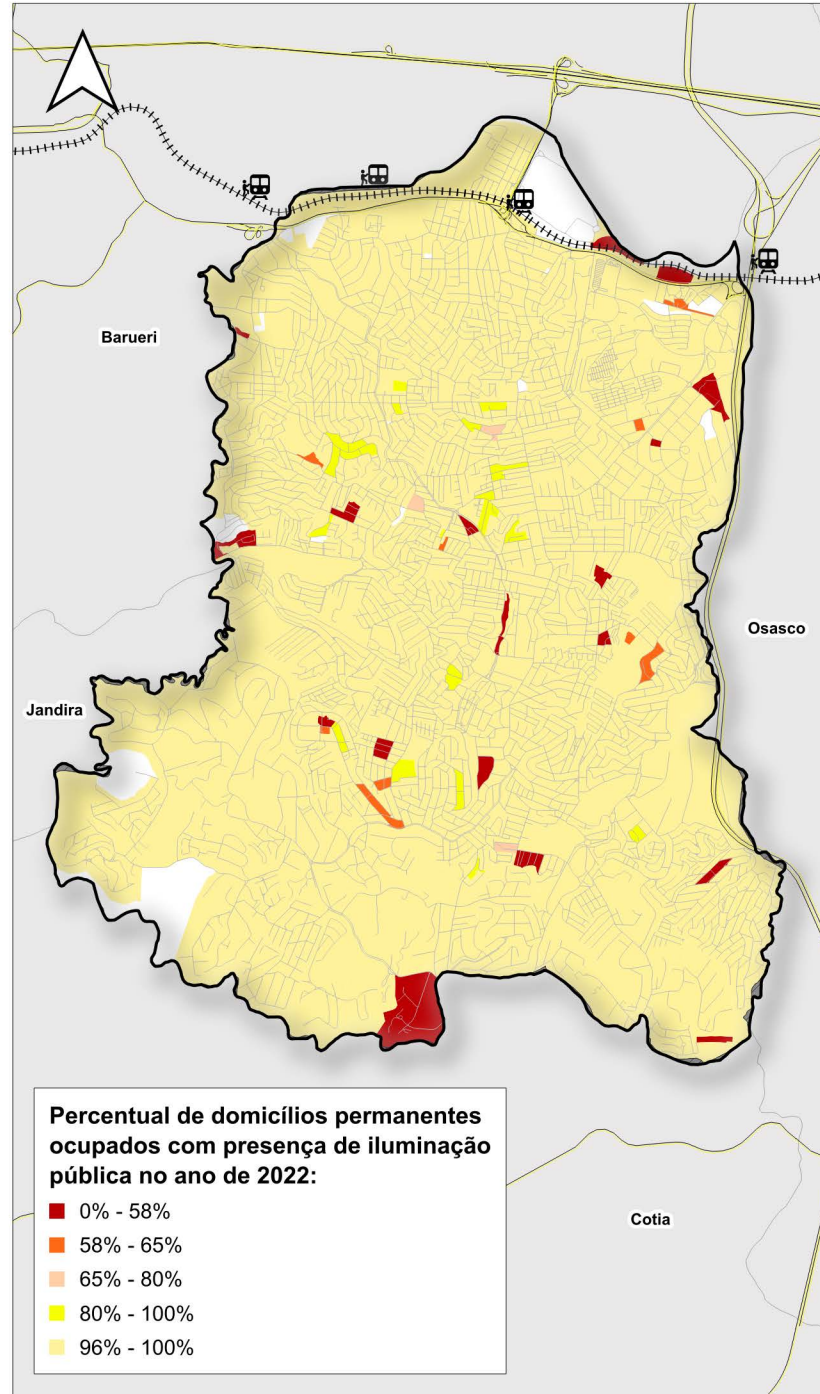 Barueri
Osasco
Jandira
Percentual de domicílios permanentes
ocupados com presença de iluminação
pública no ano de 2022:
0% - 58%
58% - 65%
65% - 80%
80% - 100%
96% - 100%
Cotia